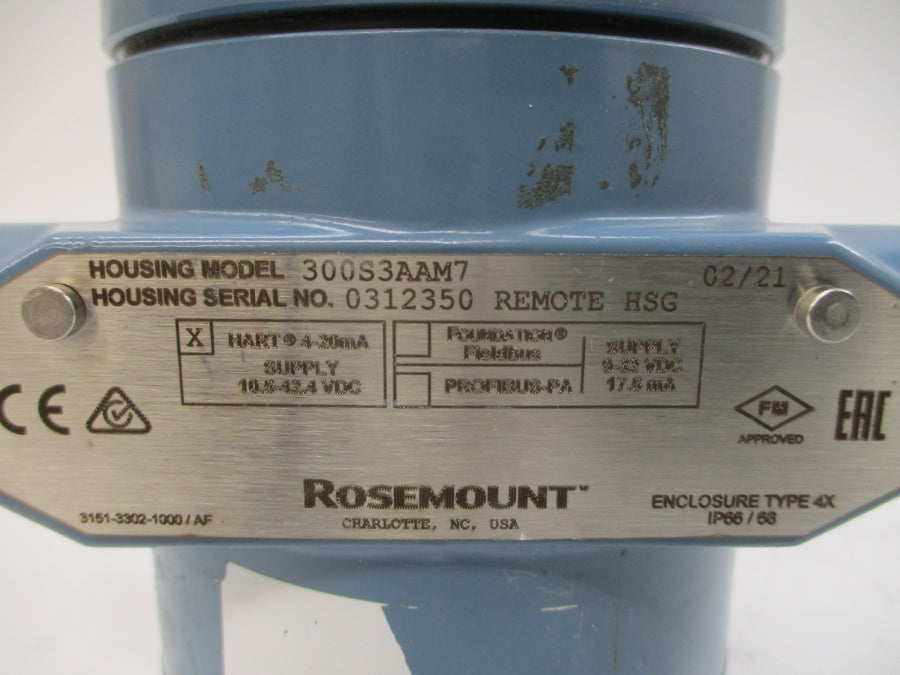 HOUSING MODEL 300S3AAM7 02/21
HOUSING SERIAL NO. 0312350 REMOTE HSG
X HART® 4-20mA
SUPPLY
10.5-42.4 VDC
FOUNDATION®
Fieldbus
PROFIBUS-PA
SUPPLY
9-32 VDC
17.5 mA
CE
FM
APPROVED
EAC
ROSEMOUNT™
CHARLOTTE, NC, USA
3151-3302-1000 / AF
ENCLOSURE TYPE 4X
IP66 / 68